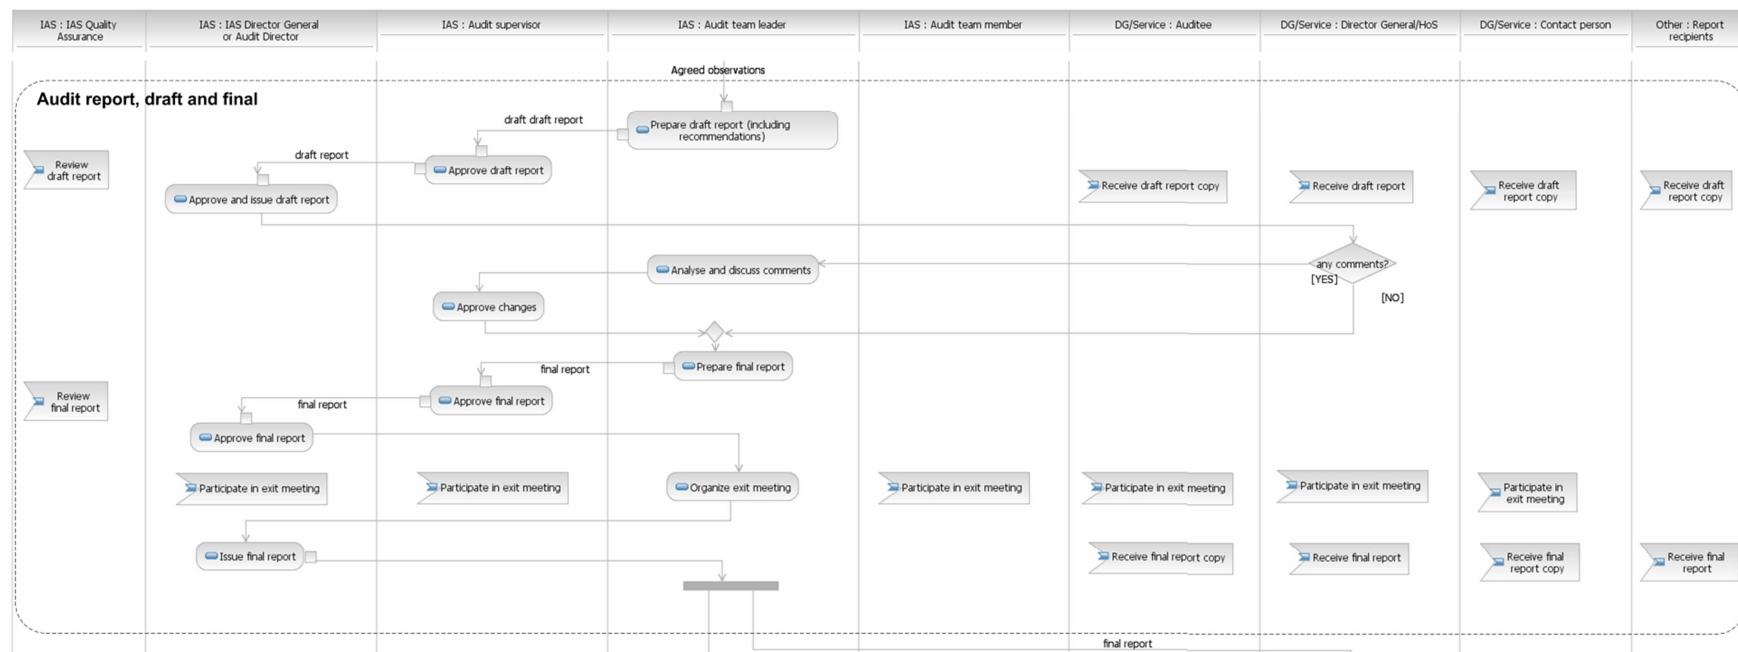 IAS : IAS Quality
Assurance
IAS : IAS Director General
or Audit Director
IAS : Audit supervisor
IAS : Audit team leader
IAS : Audit team member
DG/Service : Auditee
DG/Service : Director General/HoS
DG/Service : Contact person
Other : Report
recipients
Agreed observations
Audit report, draft and final
draft draft report
Prepare draft report (including
recommendations)
draft report
Review
draft report
Approve draft report
Approve and issue draft report
Receive draft report copy
Receive draft report
Receive draft
report copy
Receive draft
report copy
Analyse and discuss comments
any comments?
[YES]
[NO]
Approve changes
final report
Prepare final report
Review
final report
final report
Approve final report
Approve final report
Participate in exit meeting
Participate in exit meeting
Organize exit meeting
Participate in exit meeting
Participate in exit meeting
Participate in exit meeting
Participate in
exit meeting
Issue final report
Receive final report copy
Receive final report
Receive final
report copy
Receive final
report
final report